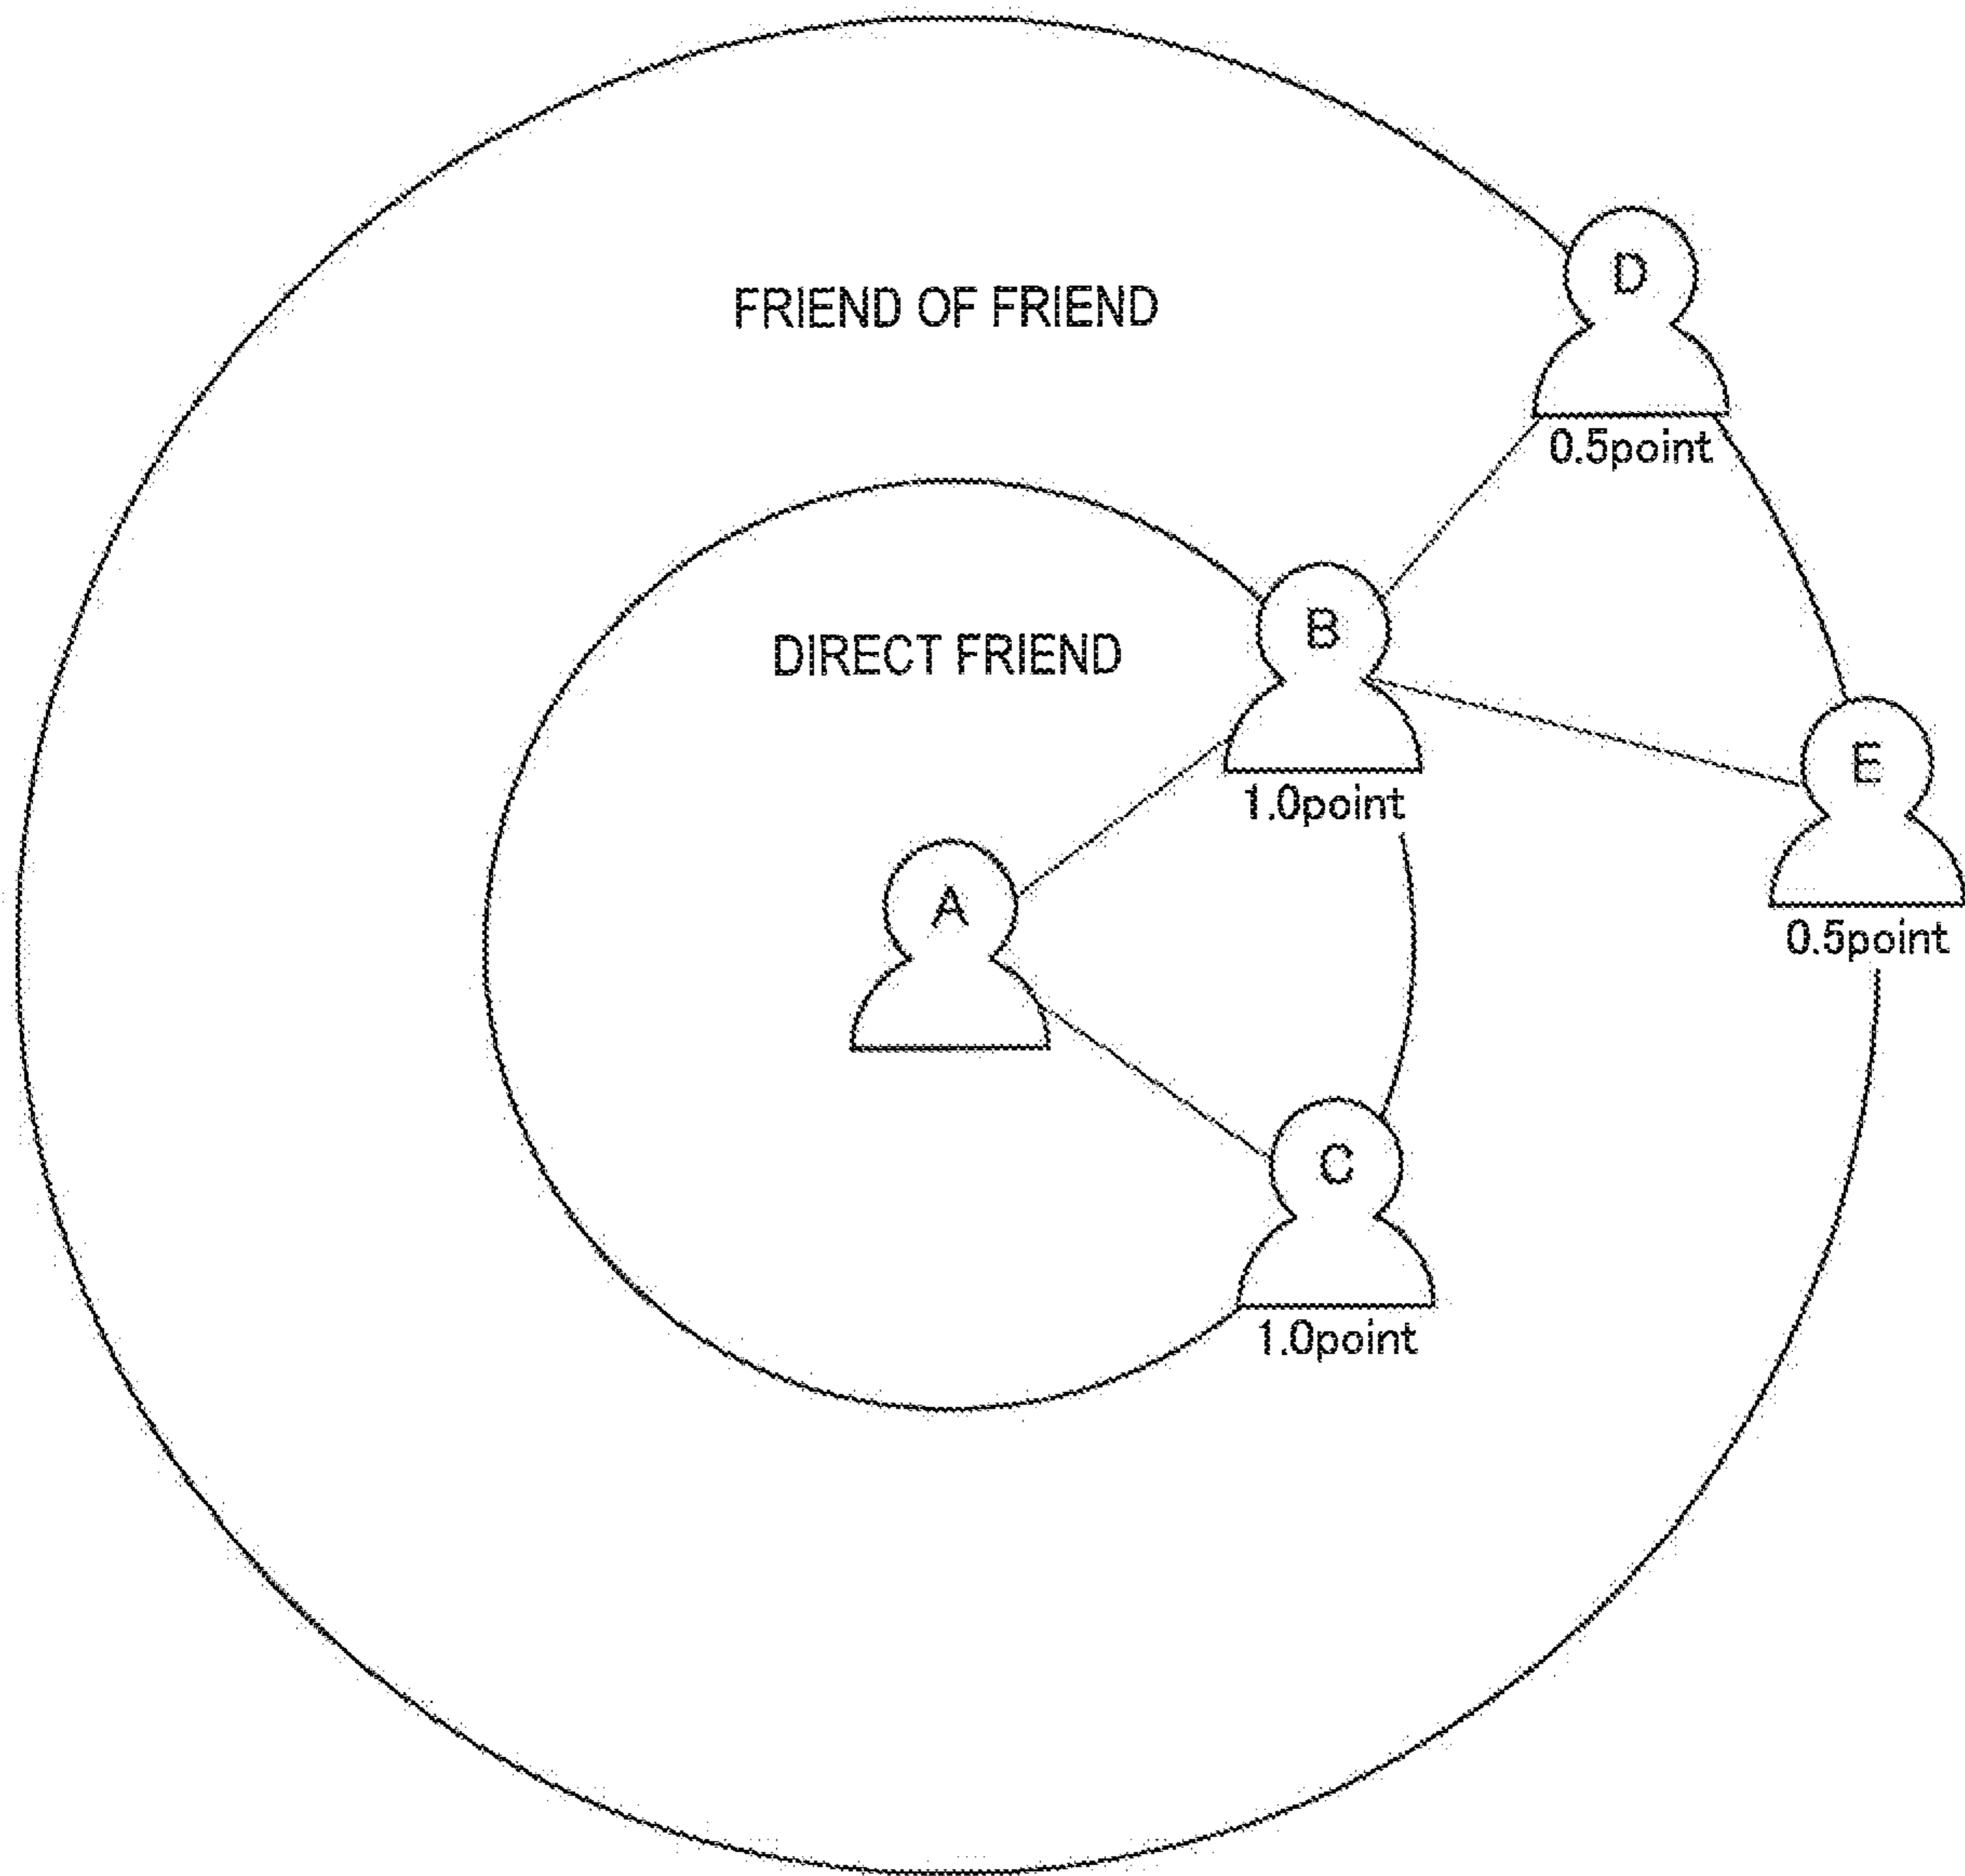 D
FRIEND OF FRIEND
0.5point
B
DIRECT FRIEND
E
1.0point
A
0.5point
C
1.0point